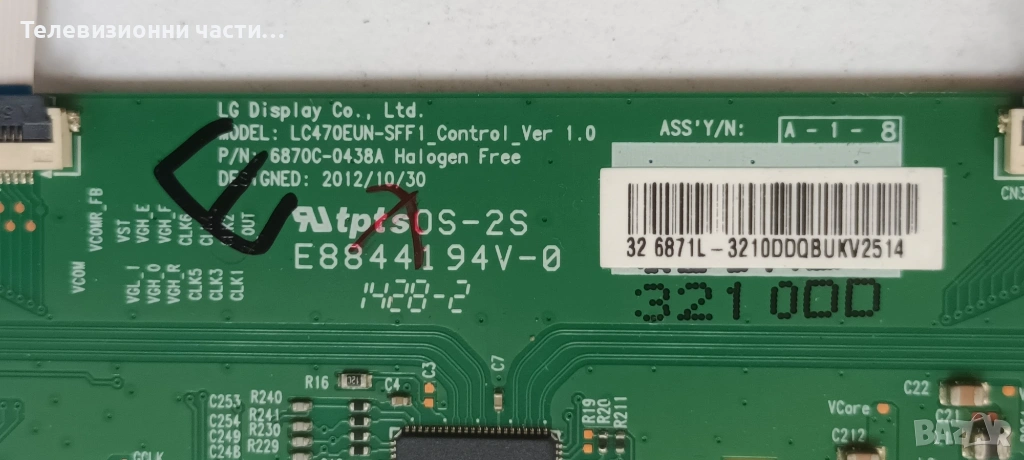 Телевизионни части...
LG Display Co., Ltd.
MODEL: LC470EUN-SFF1_Control_Ver 1.0
P/N: 6870C-0438A Halogen Free
DESIGNED: 2012/10/30
ASS'Y/N: A - 1 - 8
tpts OS-2S
E8844194V-0
1428-2
32 6871L-3210DDQBUKV2514
3210DD
CN3
VCOM
VCOMR_FB
VGL_I
VST
VGH_O
VGH_E
VGH_R
VGH_F
CLK5
CLK6
CLK3
CLK1
CLK2
OUT
R16
C4
C3
C7
C253
R240
R241
C254
R230
C249
R229
C248
R19
R20
R211
C22
VCore
C21
C212
BAZAR